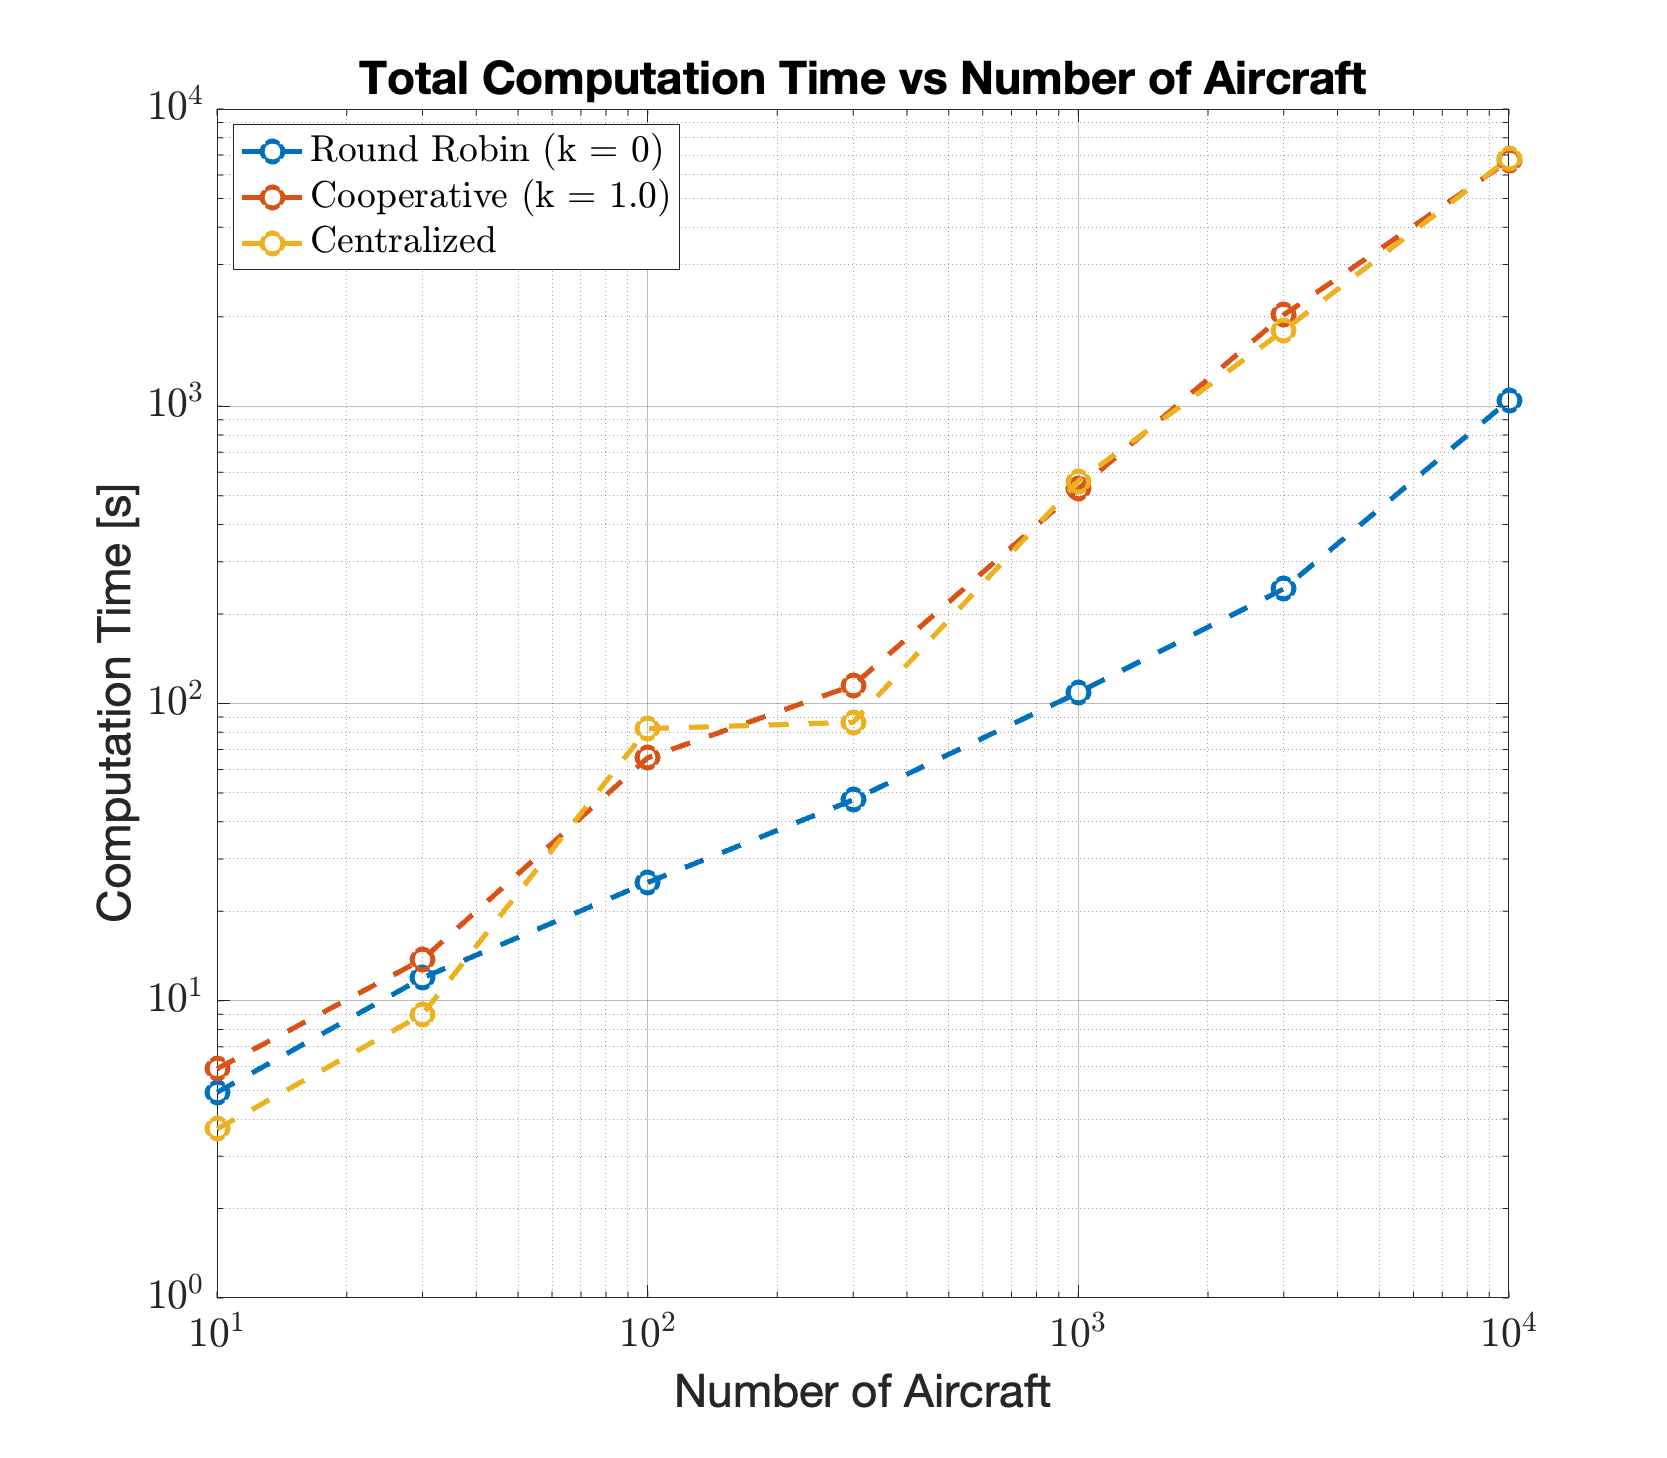 Total Computation Time vs Number of Aircraft
10^4
Round Robin (k = 0)
Cooperative (k = 1.0)
Centralized
10^3
Computation Time [s]
10^2
10^1
10^0
10^1 10^2 10^3 10^4
Number of Aircraft